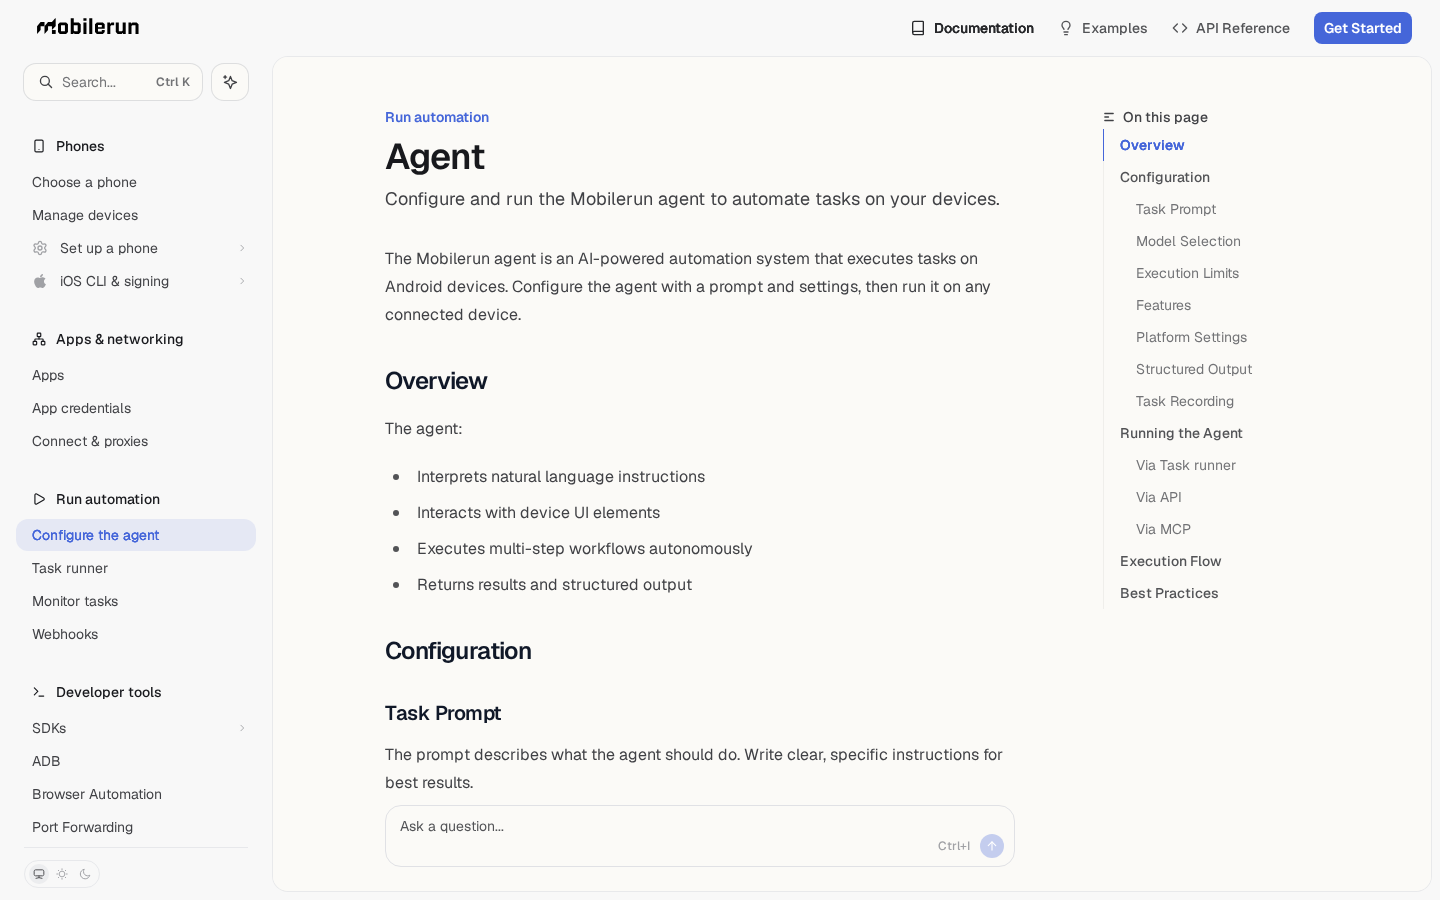 Mobilerun
Documentation
Examples
API Reference
Get Started
Search...
Ctrl K
Phones
Choose a phone
Manage devices
Set up a phone
iOS CLI & signing
Apps & networking
Apps
App credentials
Connect & proxies
Run automation
Configure the agent
Task runner
Monitor tasks
Webhooks
Developer tools
SDKs
ADB
Browser Automation
Port Forwarding
Run automation
Agent
Configure and run the Mobilerun agent to automate tasks on your devices.
The Mobilerun agent is an AI-powered automation system that executes tasks on
Android devices. Configure the agent with a prompt and settings, then run it on any
connected device.
Overview
The agent:
Interprets natural language instructions
Interacts with device UI elements
Executes multi-step workflows autonomously
Returns results and structured output
Configuration
Task Prompt
The prompt describes what the agent should do. Write clear, specific instructions for
best results.
Ask a question...
Ctrl+I
On this page
Overview
Configuration
Task Prompt
Model Selection
Execution Limits
Features
Platform Settings
Structured Output
Task Recording
Running the Agent
Via Task runner
Via API
Via MCP
Execution Flow
Best Practices